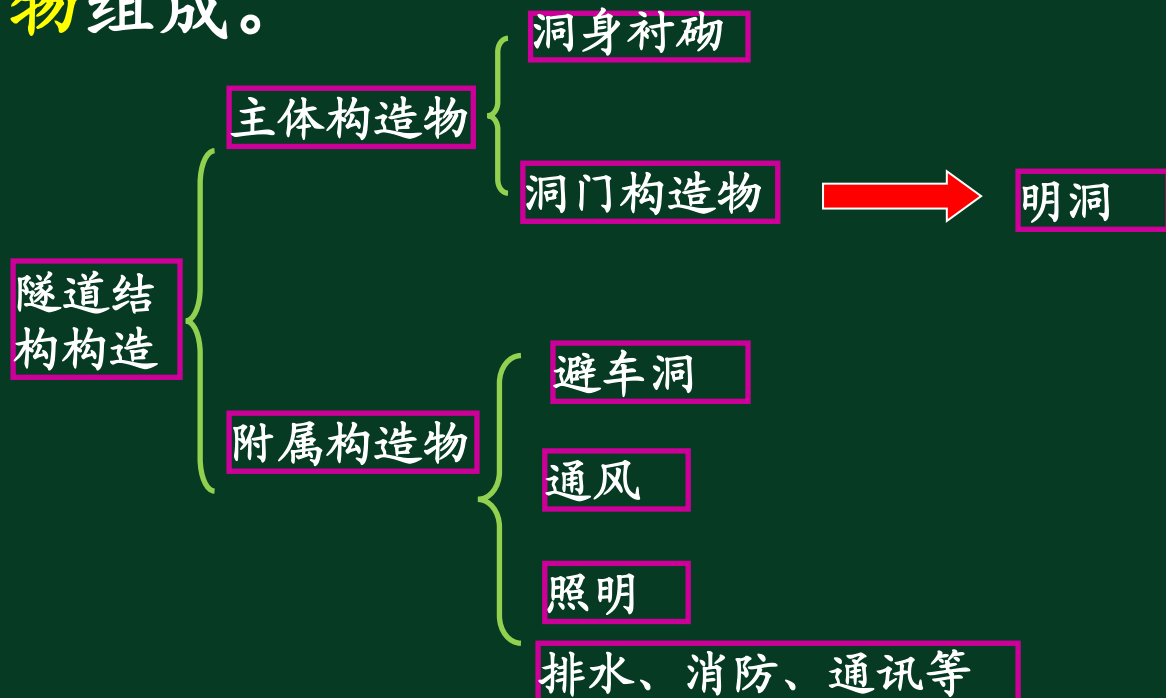 物组成。
洞身衬砌
主体构造物
洞门构造物
明洞
隧道结
构构造
避车洞
附属构造物
通风
照明
排水、消防、通讯等